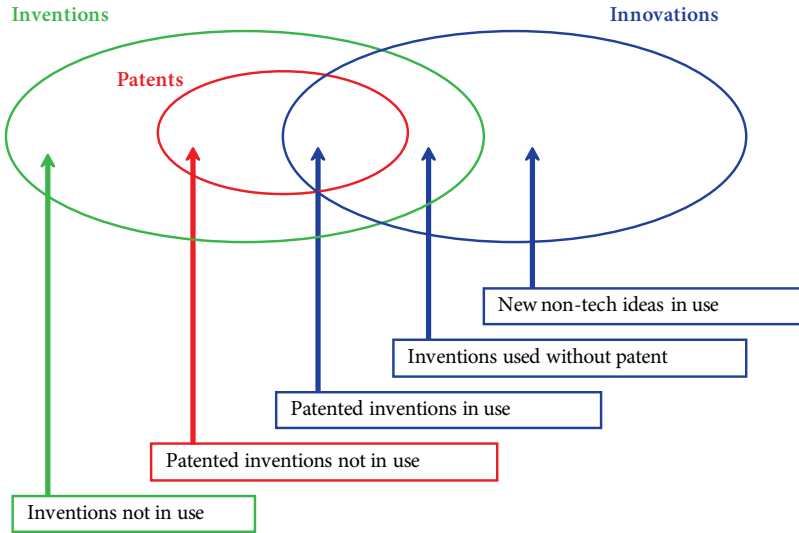 Inventions
Innovations
Patents
New non-tech ideas in use
Inventions used without patent
Patented inventions in use
Patented inventions not in use
Inventions not in use